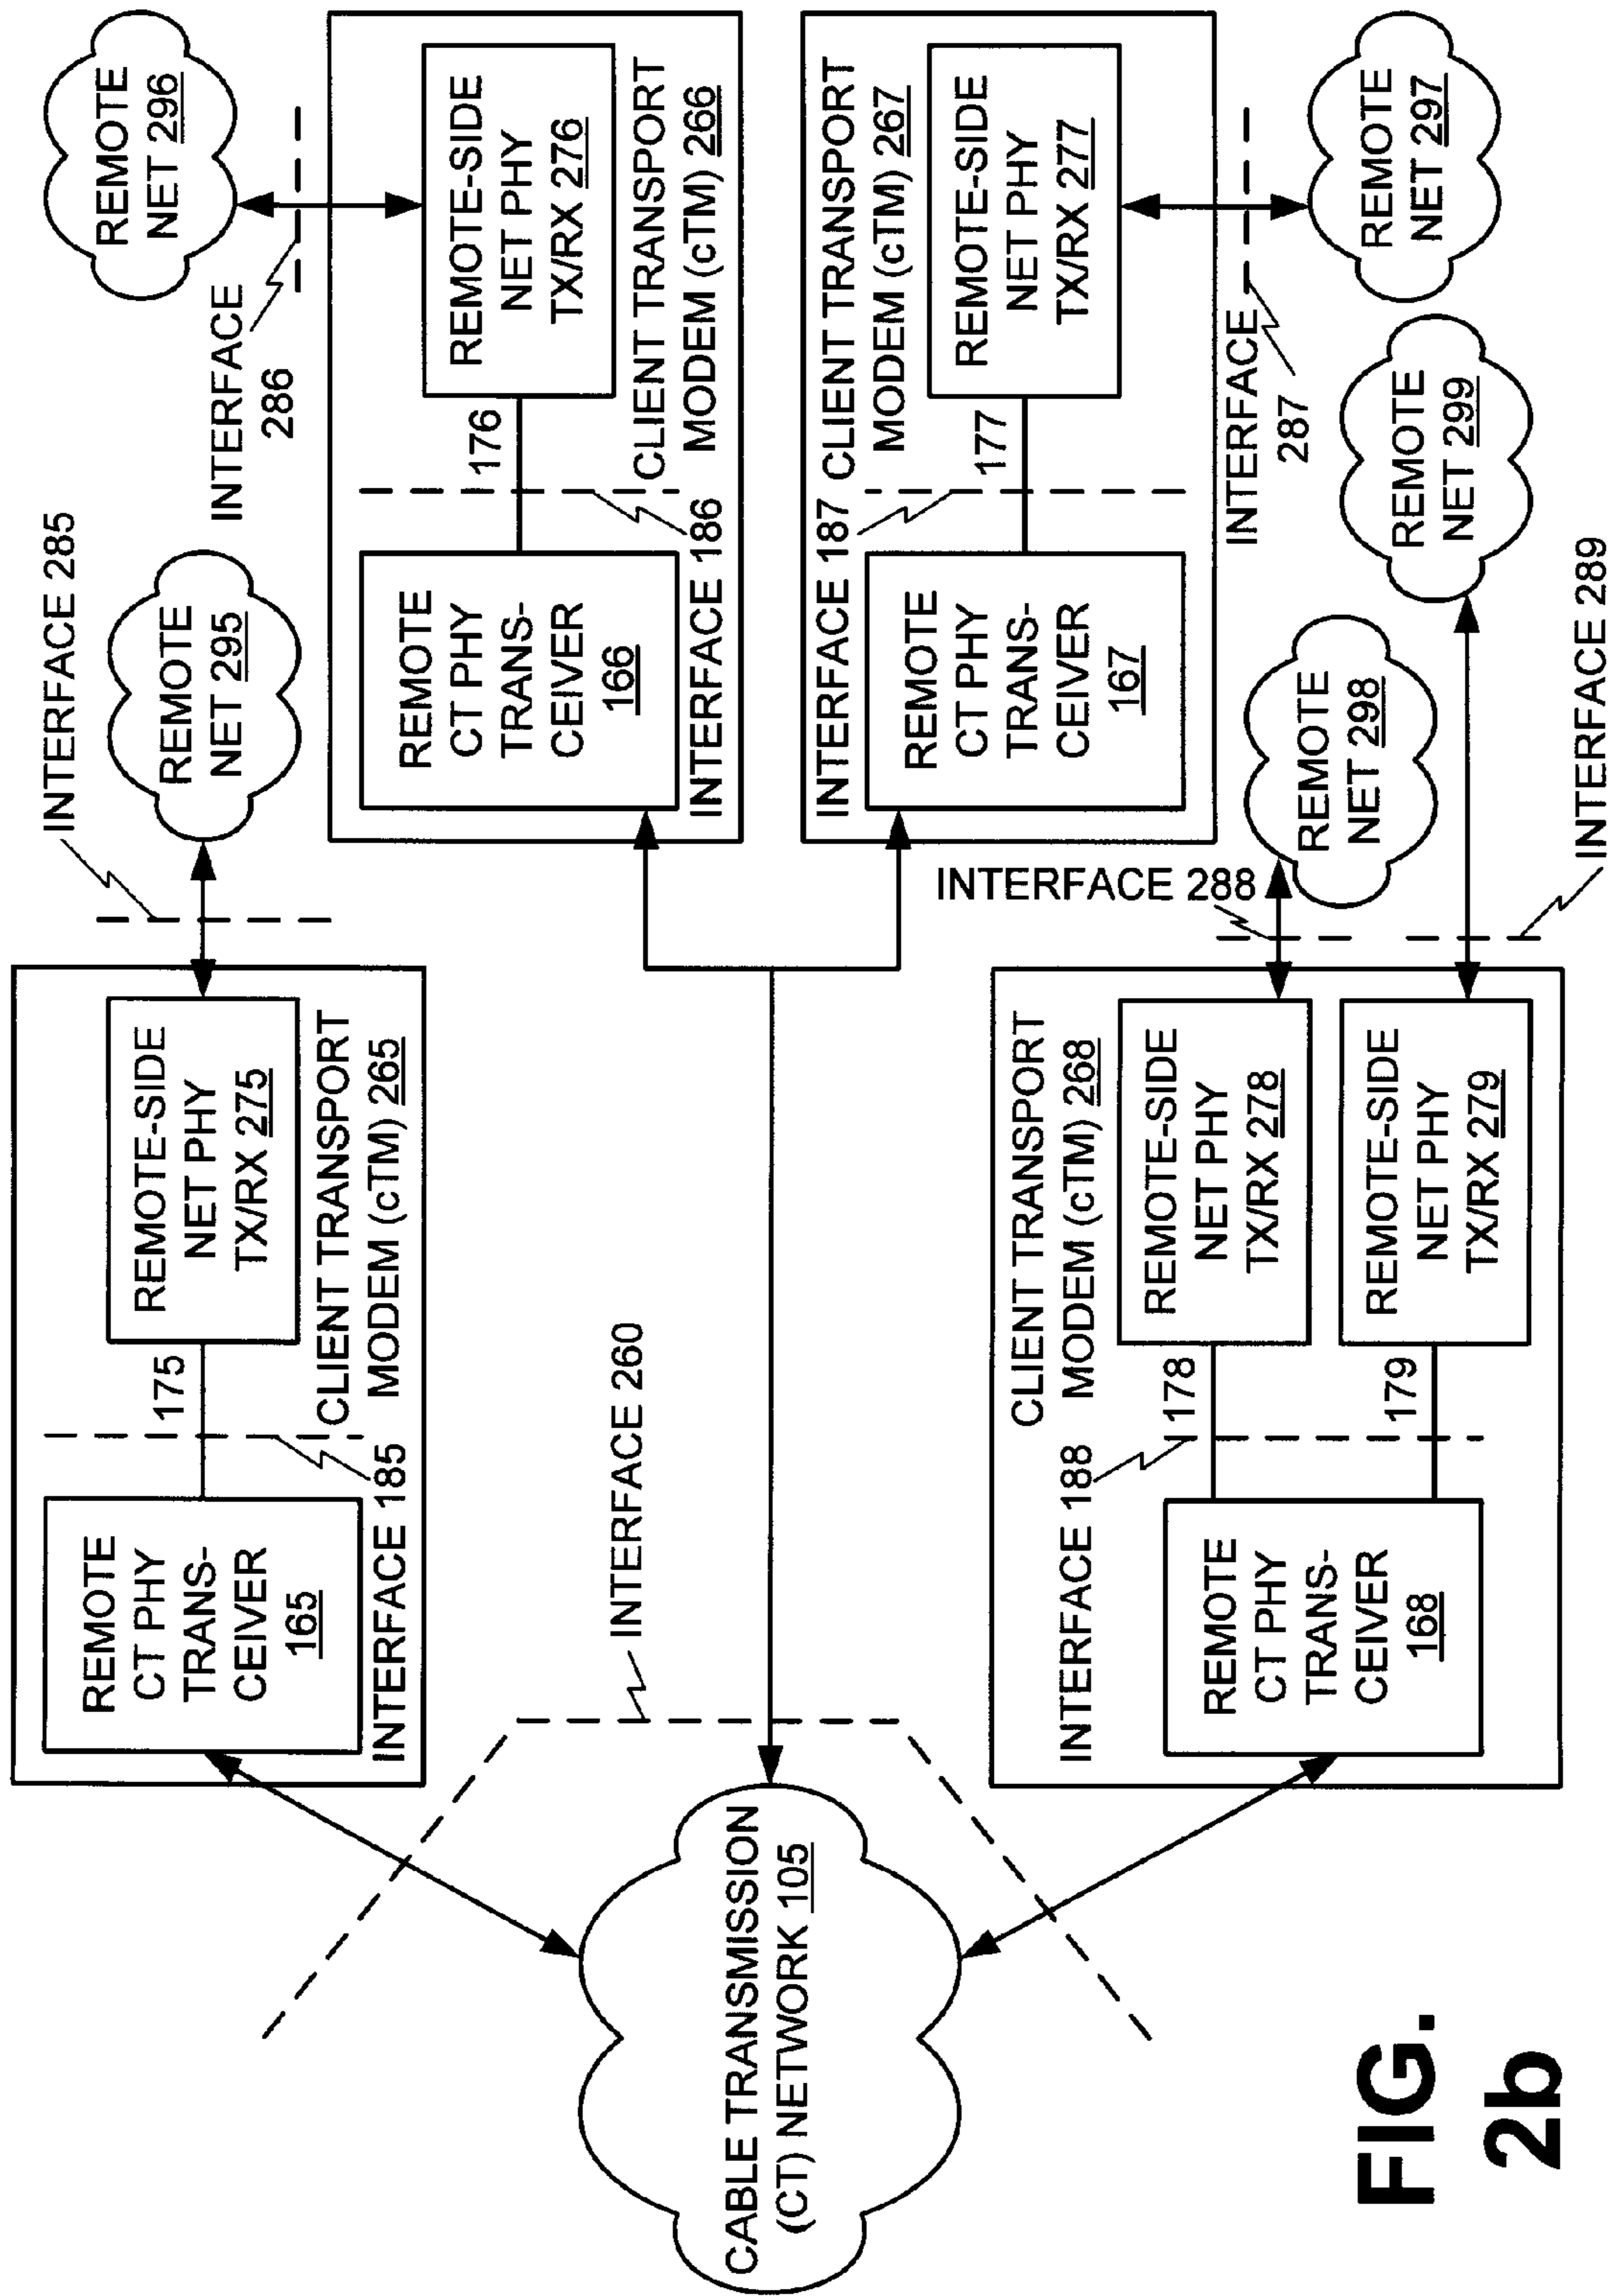 CABLE TRANSMISSION
(CT) NETWORK 105
INTERFACE 260
REMOTE
CT PHY
TRANS-
CEIVER
165
INTERFACE 185
175
REMOTE-SIDE
NET PHY
TX/RX 275
CLIENT TRANSPORT
MODEM (cTM) 265
INTERFACE 285
REMOTE
NET 295
REMOTE
CT PHY
TRANS-
CEIVER
166
INTERFACE 186
176
REMOTE-SIDE
NET PHY
TX/RX 276
CLIENT TRANSPORT
MODEM (cTM) 266
INTERFACE
286
REMOTE
NET 296
INTERFACE 187
REMOTE
CT PHY
TRANS-
CEIVER
167
177
CLIENT TRANSPORT
MODEM (cTM) 267
REMOTE-SIDE
NET PHY
TX/RX 277
INTERFACE
287
REMOTE
NET 297
CLIENT TRANSPORT
MODEM (cTM) 268
INTERFACE 188
REMOTE
CT PHY
TRANS-
CEIVER
168
178
REMOTE-SIDE
NET PHY
TX/RX 278
179
REMOTE-SIDE
NET PHY
TX/RX 279
INTERFACE 288
REMOTE
NET 298
INTERFACE 289
REMOTE
NET 299
FIG.
2b